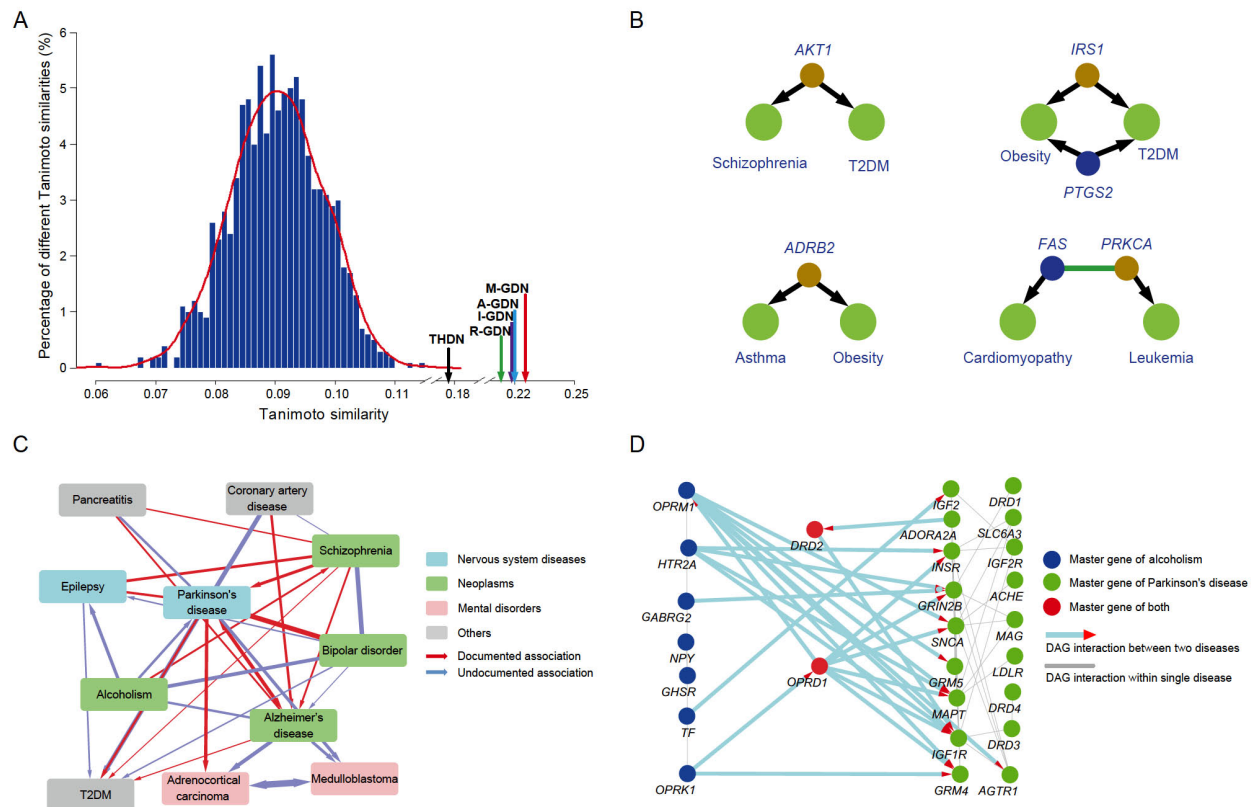 A
Percentage of different Tanimoto similarities (%)
6
5
4
3
2
1
0
0.06
0.07
0.08
0.09
0.10
0.11
0.18
0.22
0.25
Tanimoto similarity
THDN
M-GDN
A-GDN
I-GDN
R-GDN
B
AKT1
Schizophrenia
T2DM
IRS1
Obesity
T2DM
PTGS2
ADRB2
Asthma
Obesity
FAS
PRKCA
Cardiomyopathy
Leukemia
C
Pancreatitis
Coronary artery
disease
Schizophrenia
Epilepsy
Parkinson's
disease
Bipolar disorder
Alcoholism
Alzheimer's
disease
T2DM
Adrenocortical
carcinoma
Medulloblastoma
Nervous system diseases
Neoplasms
Mental disorders
Others
Documented association
Undocumented association
D
OPRM1
HTR2A
GABRG2
NPY
GHSR
TF
OPRK1
DRD2
OPRD1
IGF2
ADORA2A
INSR
GRIN2B
SNCA
GRM5
MAPT
IGF1R
GRM4
DRD1
SLC6A3
IGF2R
ACHE
MAG
LDLR
DRD4
DRD3
AGTR1
Master gene of alcoholism
Master gene of Parkinson's disease
Master gene of both
DAG interaction between two diseases
DAG interaction within single disease